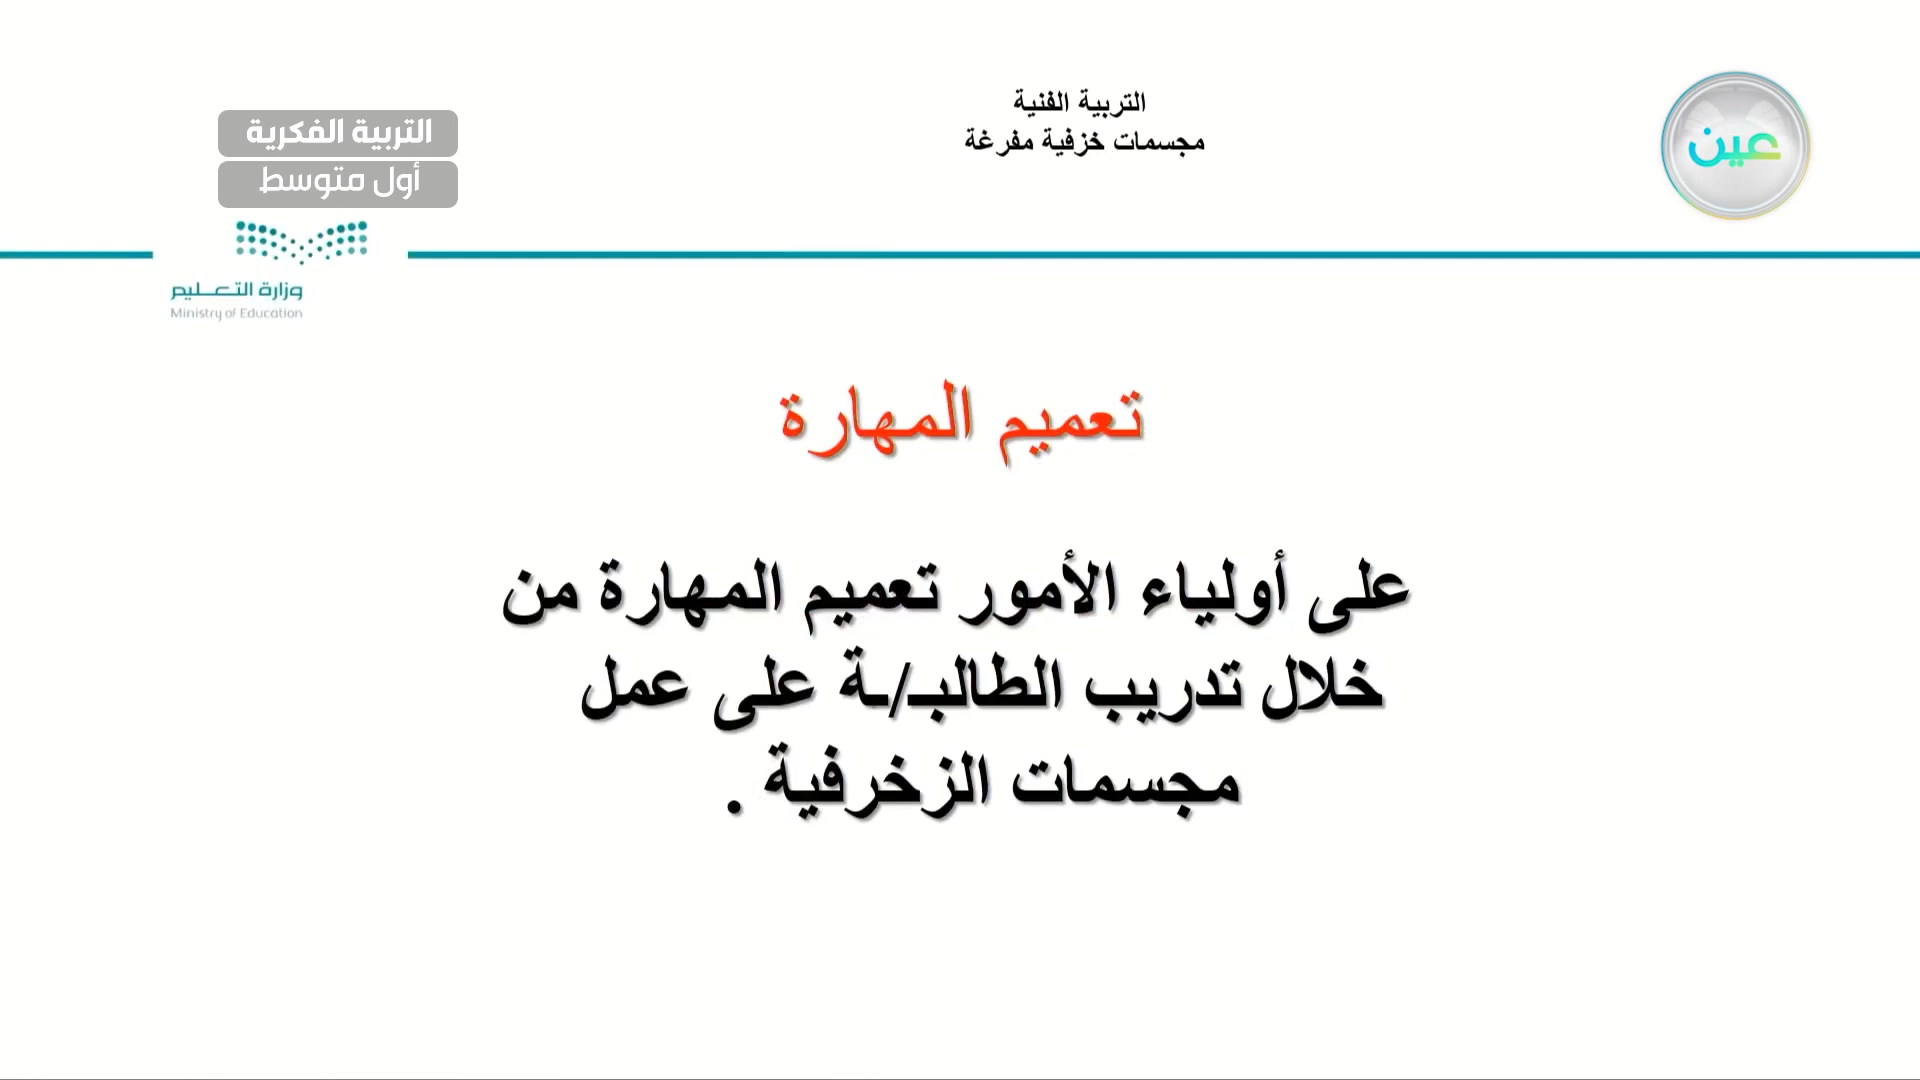 التربية الفنية
مجسمات خزفية مفرغة
عين
التربية الفكرية
أول متوسط
وزارة التعـــليم
Ministry of Education
تعميم المهارة
على أولياء الأمور تعميم المهارة من
خلال تدريب الطالبـ/ـة على عمل
مجسمات الزخرفية .